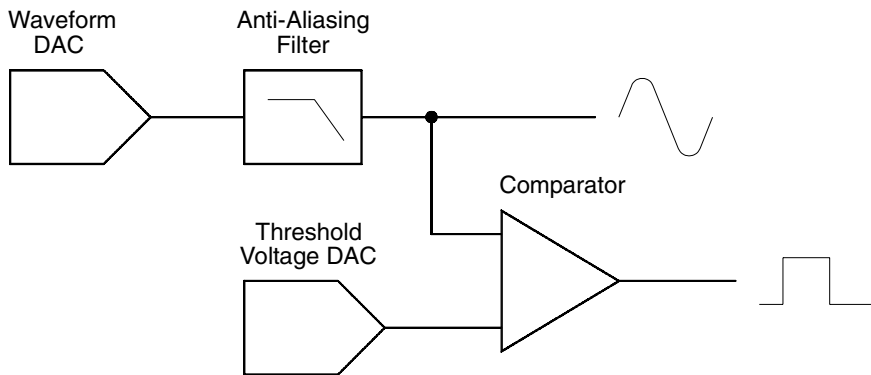 Waveform
DAC
Anti-Aliasing
Filter
Comparator
Threshold
Voltage DAC